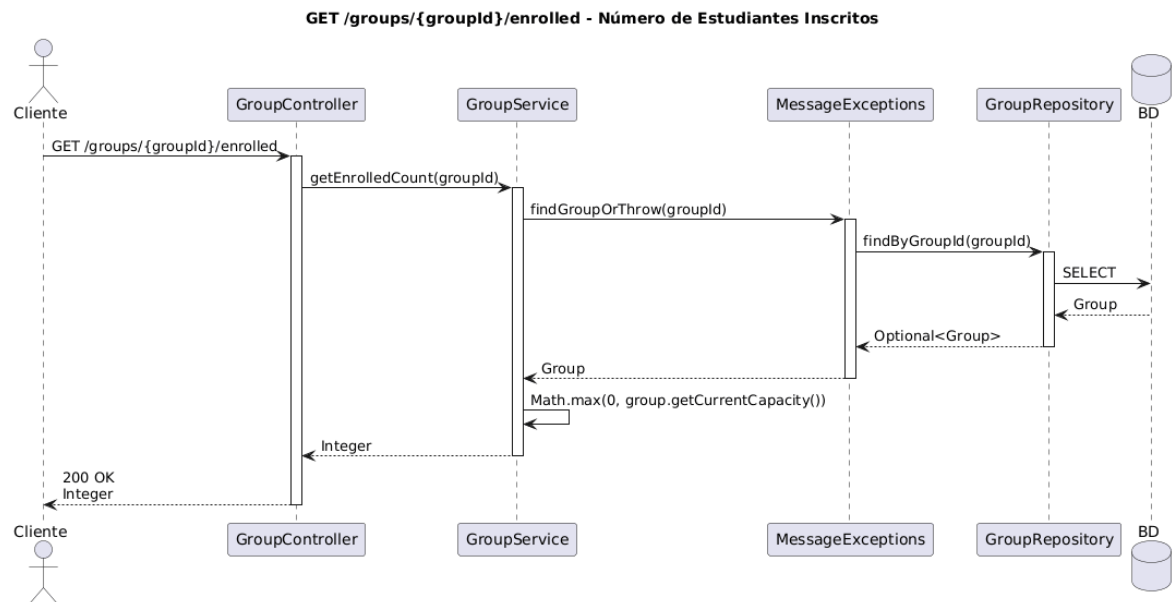 GET /groups/{groupId}/enrolled - Número de Estudiantes Inscritos
Cliente
GroupController
GroupService
MessageExceptions
GroupRepository
BD
GET /groups/{groupId}/enrolled
getEnrolledCount(groupId)
findGroupOrThrow(groupId)
findByGroupId(groupId)
SELECT
Group
Optional<Group>
Group
Math.max(0, group.getCurrentCapacity())
Integer
200 OK
Integer
Cliente
GroupController
GroupService
MessageExceptions
GroupRepository
BD